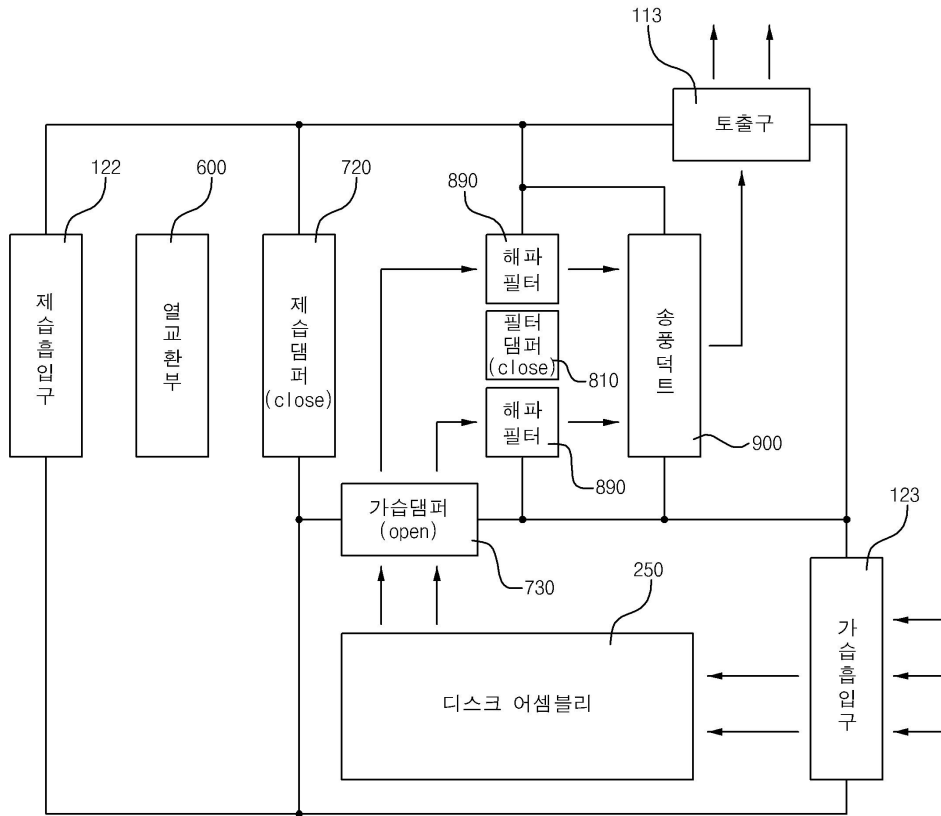 113
토출구
122
600
720
890
해파
필터
제습흡입구
열교환부
제습댐퍼
(close)
필터
댐퍼
(close)
810
송풍덕트
해파
필터
900
890
가습댐퍼
(open)
730
123
250
디스크 어셈블리
가습흡입구